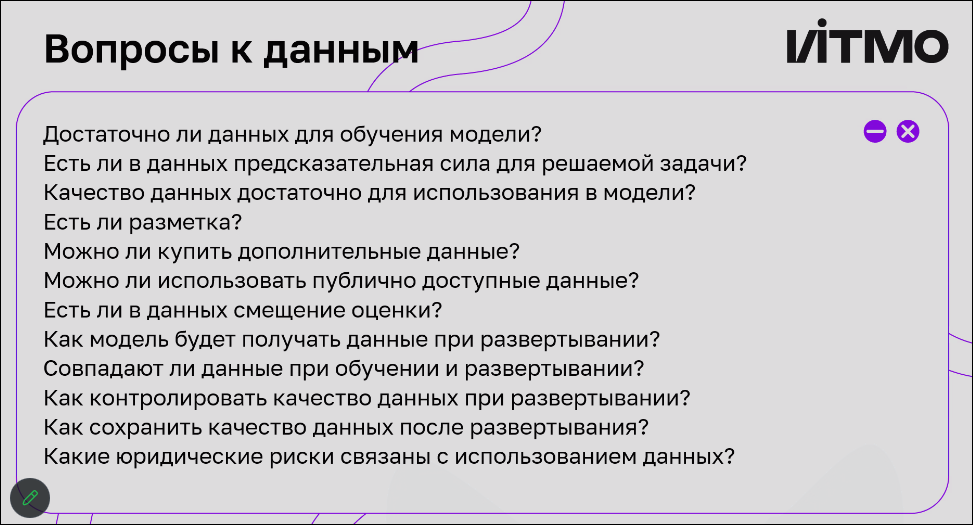 Вопросы к данным
ИТМО
Достаточно ли данных для обучения модели?
Есть ли в данных предсказательная сила для решаемой задачи?
Качество данных достаточно для использования в модели?
Есть ли разметка?
Можно ли купить дополнительные данные?
Можно ли использовать публично доступные данные?
Есть ли в данных смещение оценки?
Как модель будет получать данные при развертывании?
Совпадают ли данные при обучении и развертывании?
Как контролировать качество данных при развертывании?
Как сохранить качество данных после развертывания?
Какие юридические риски связаны с использованием данных?